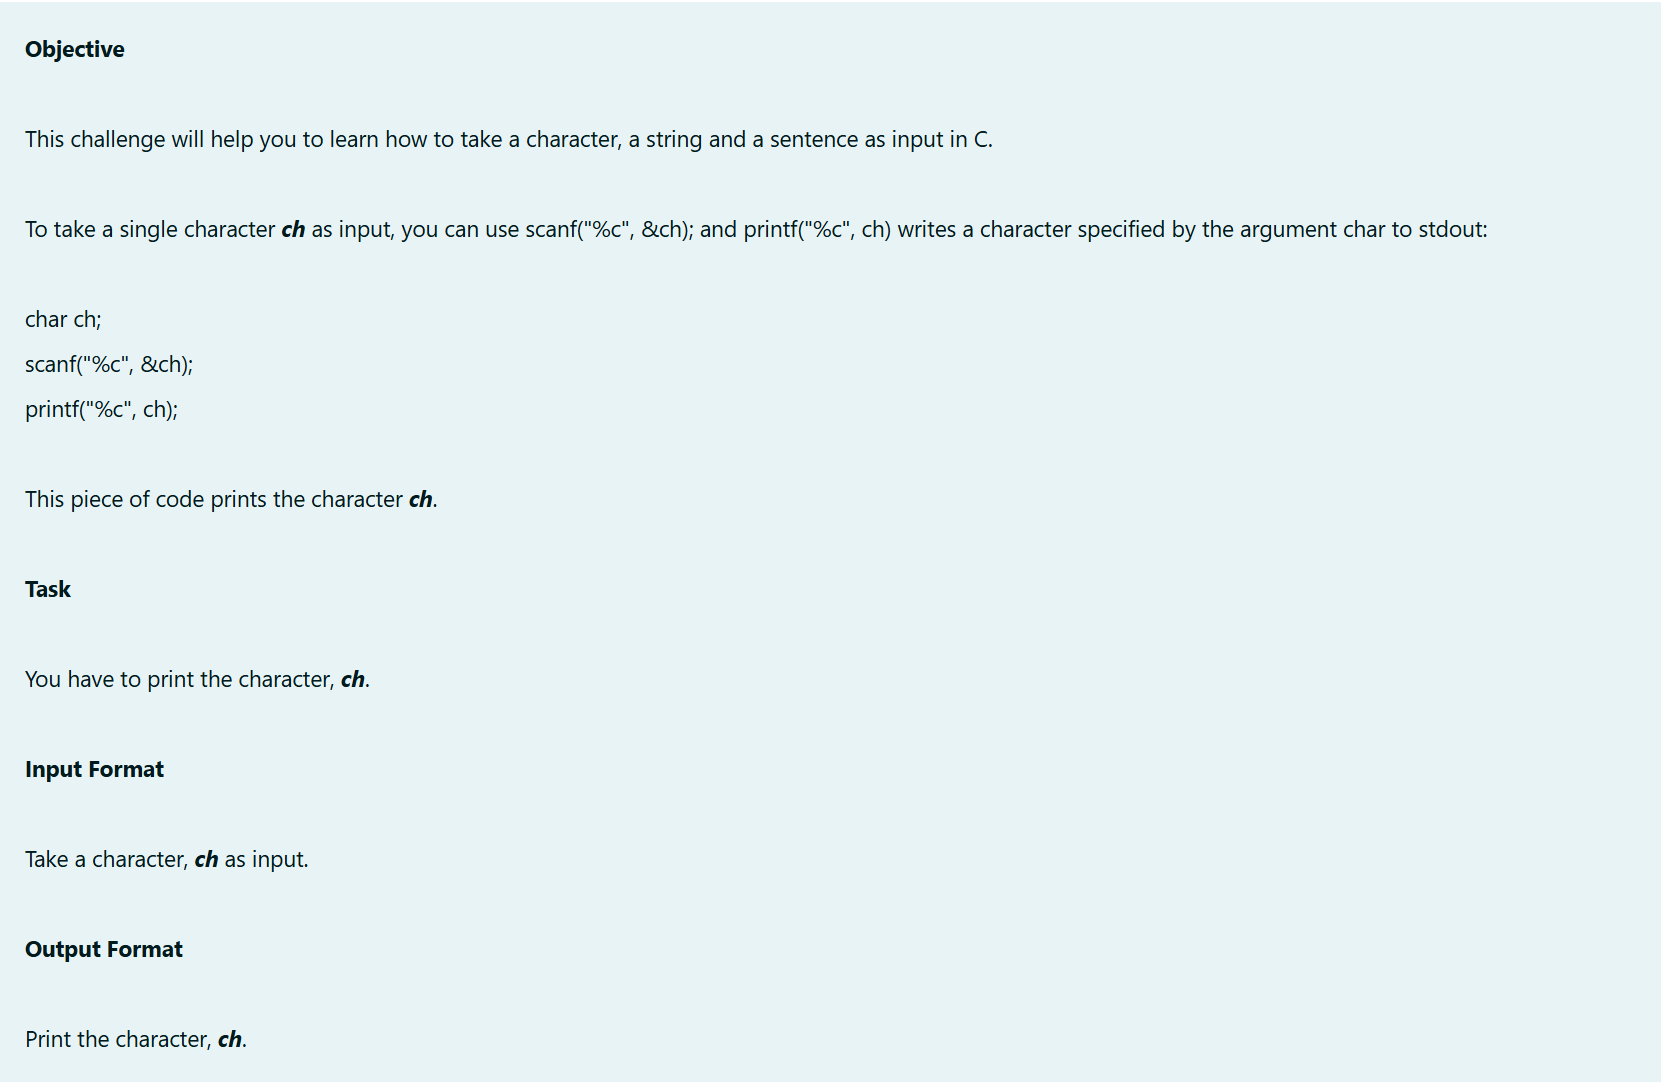 Objective
This challenge will help you to learn how to take a character, a string and a sentence as input in C.
To take a single character ch as input, you can use scanf("%c", &ch); and printf("%c", ch) writes a character specified by the argument char to stdout:
char ch;
scanf("%c", &ch);
printf("%c", ch);
This piece of code prints the character ch.
Task
You have to print the character, ch.
Input Format
Take a character, ch as input.
Output Format
Print the character, ch.